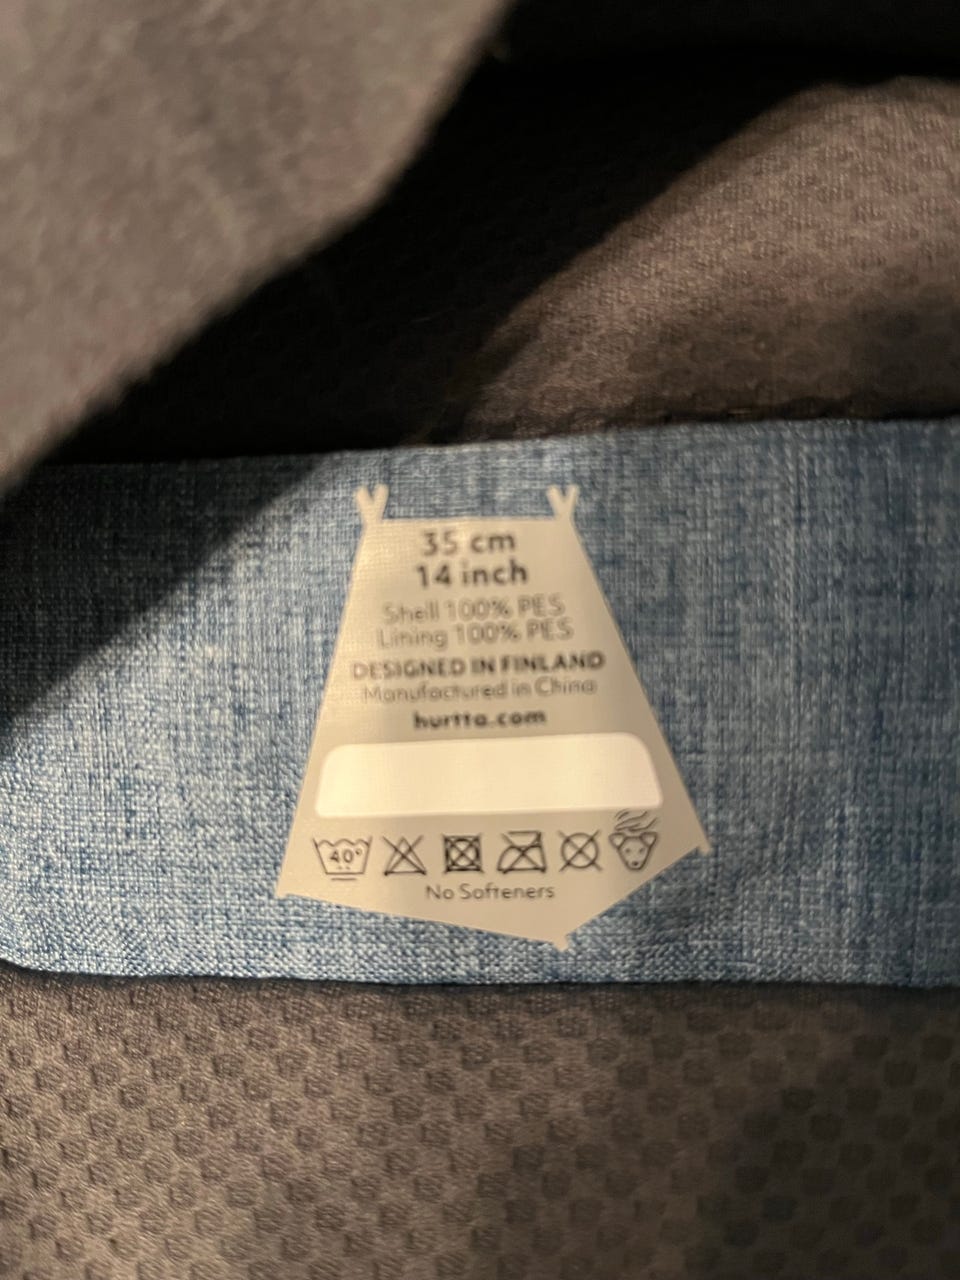 35 cm
14 inch
Shell 100% PES
Lining 100% PES
DESIGNED IN FINLAND
Manufactured in China
hurtta.com
40°
No Softeners